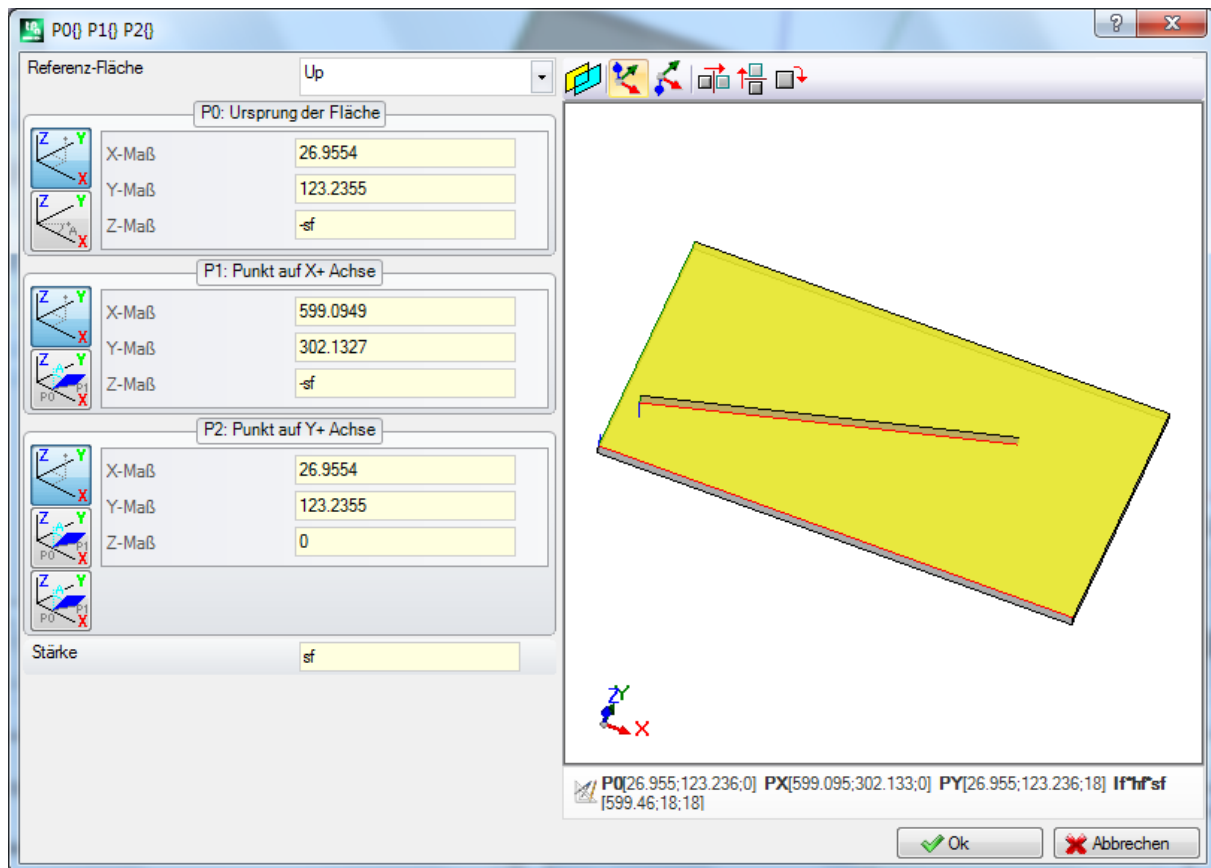 P0{} P1{} P2{}
Referenz-Fläche
Up
P0: Ursprung der Fläche
X-Maß 26.9554
Y-Maß 123.2355
Z-Maß -sf
P1: Punkt auf X+ Achse
X-Maß 599.0949
Y-Maß 302.1327
Z-Maß -sf
P2: Punkt auf Y+ Achse
X-Maß 26.9554
Y-Maß 123.2355
Z-Maß 0
Stärke sf
Z Y X
P0[26.955;123.236;0] PX[599.095;302.133;0] PY[26.955;123.236;18] lf*hf*sf
[599.46;18;18]
Ok
Abbrechen